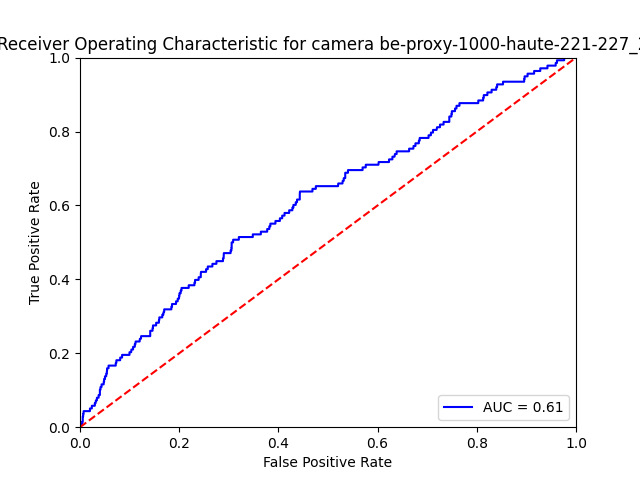 Receiver Operating Characteristic for camera be-proxy-1000-haute-221-227_
1.0
0.8
0.6
0.4
0.2
0.0
True Positive Rate
0.0 0.2 0.4 0.6 0.8 1.0
False Positive Rate
AUC = 0.61